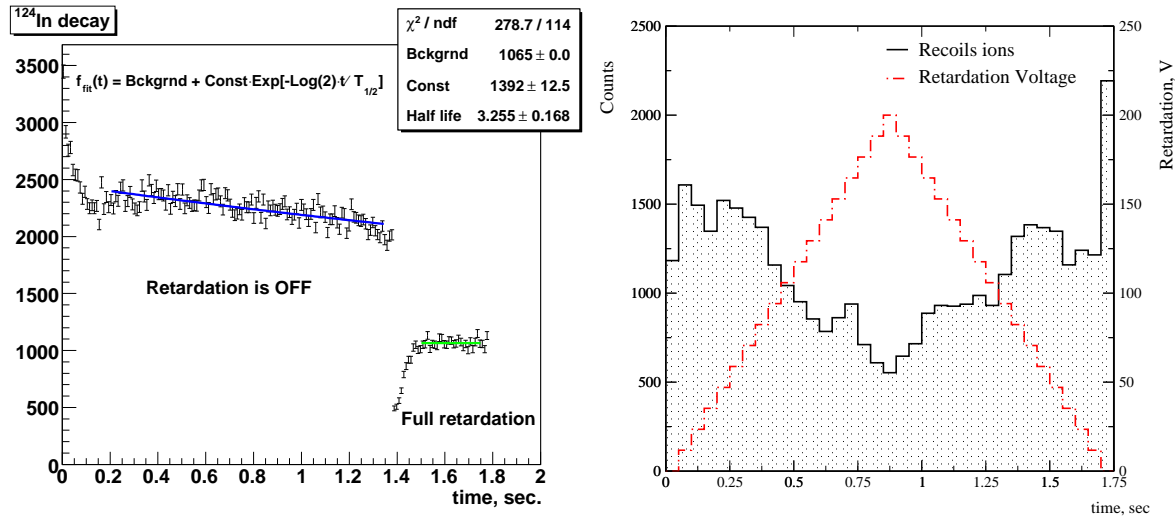 ¹²⁴In decay
χ² / ndf 278.7 / 114
Bckgrnd 1065 ± 0.0
Const 1392 ± 12.5
Half life 3.255 ± 0.168
f_fit(t) = Bckgrnd + Const·Exp[-Log(2)·t/ T_1/2]
3500
3000
2500
2000
1500
1000
500
0
Retardation is OFF
Full retardation
0 0.2 0.4 0.6 0.8 1 1.2 1.4 1.6 1.8 2
time, sec.
Recoils ions
Retardation Voltage
Counts
2500
2000
1500
1000
500
0
Retardation, V
250
200
150
100
50
0
0 0.25 0.5 0.75 1 1.25 1.5 1.75
time, sec